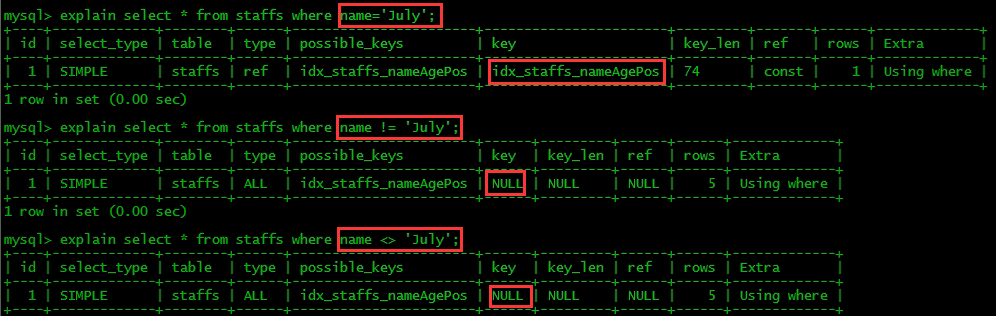 mysql> explain select * from staffs where name='July';
+----+-------------+--------+------+-----------------------+-----------------------+---------+-------+------+-------------+
| id | select_type | table | type | possible_keys | key | key_len | ref | rows | Extra |
+----+-------------+--------+------+-----------------------+-----------------------+---------+-------+------+-------------+
| 1 | SIMPLE | staffs | ref | idx_staffs_nameAgePos | idx_staffs_nameAgePos | 74 | const | 1 | Using where |
+----+-------------+--------+------+-----------------------+-----------------------+---------+-------+------+-------------+
1 row in set (0.00 sec)
mysql> explain select * from staffs where name != 'July';
+----+-------------+--------+------+-----------------------+------+---------+------+------+-------------+
| id | select_type | table | type | possible_keys | key | key_len | ref | rows | Extra |
+----+-------------+--------+------+-----------------------+------+---------+------+------+-------------+
| 1 | SIMPLE | staffs | ALL | idx_staffs_nameAgePos | NULL | NULL | NULL | 5 | Using where |
+----+-------------+--------+------+-----------------------+------+---------+------+------+-------------+
1 row in set (0.00 sec)
mysql> explain select * from staffs where name <> 'July';
+----+-------------+--------+------+-----------------------+------+---------+------+------+-------------+
| id | select_type | table | type | possible_keys | key | key_len | ref | rows | Extra |
+----+-------------+--------+------+-----------------------+------+---------+------+------+-------------+
| 1 | SIMPLE | staffs | ALL | idx_staffs_nameAgePos | NULL | NULL | NULL | 5 | Using where |
+----+-------------+--------+------+-----------------------+------+---------+------+------+-------------+